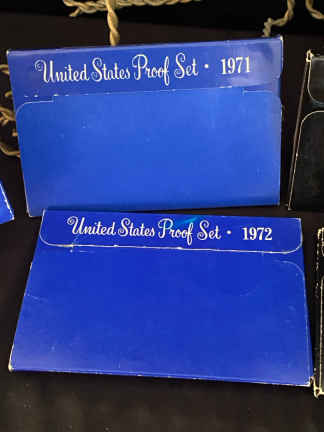 United States Proof Set • 1971
United States Proof Set • 1972